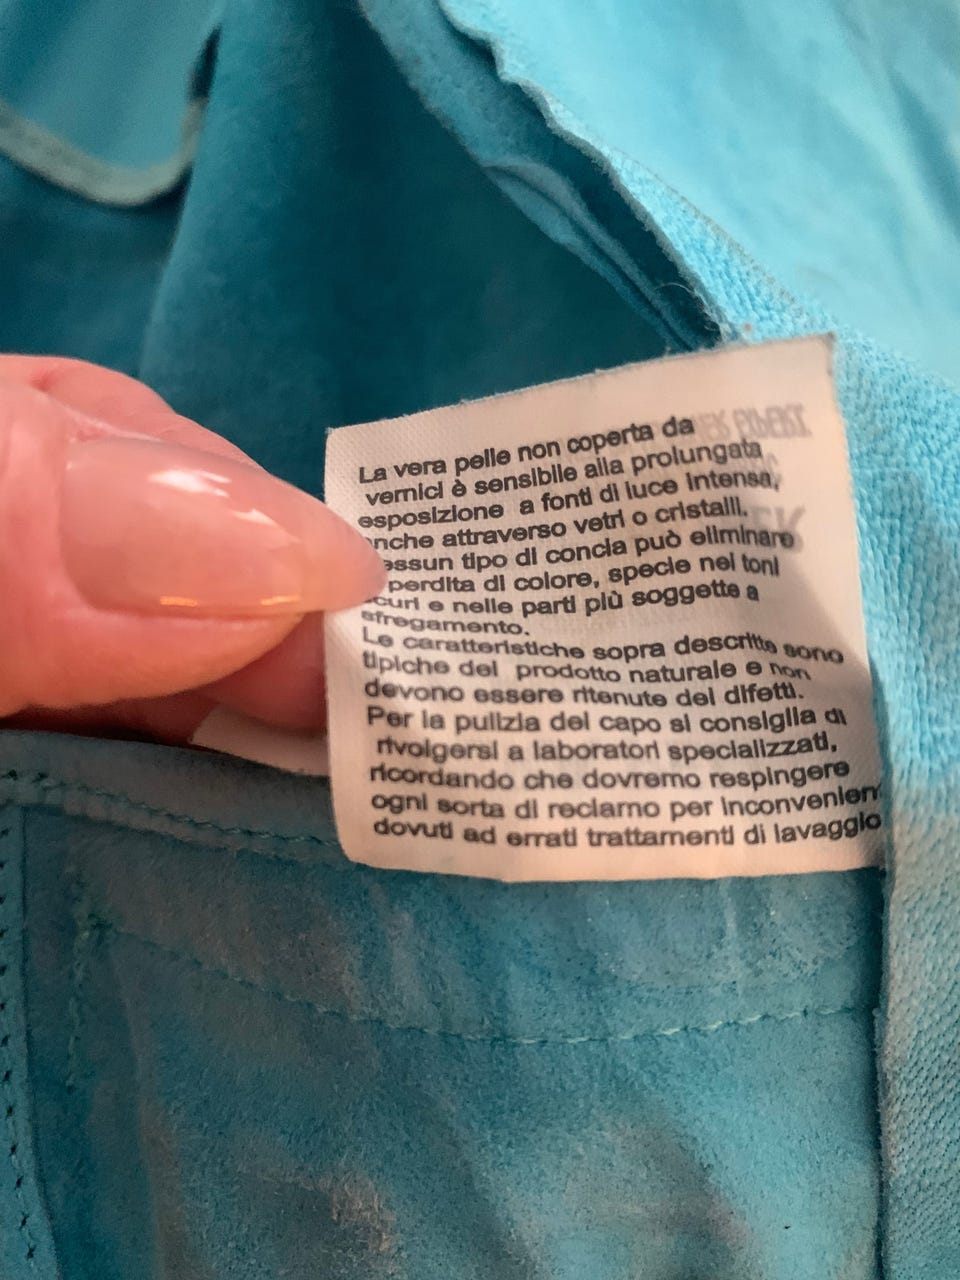 La vera pelle non coperta da
vernici è sensibile alla prolungata
esposizione a fonti di luce intensa,
anche attraverso vetri o cristalli.
essun tipo di concia può eliminare
perdita di colore, specie nei toni
scuri e nelle parti più soggette a
sfregamento.
Le caratteristiche sopra descritte sono
tipiche del prodotto naturale e non
devono essere ritenute dei difetti.
Per la pulizia del capo si consiglia di
rivolgersi a laboratori specializzati,
ricordando che dovremo respingere
ogni sorta di reclamo per inconvenien
dovuti ad errati trattamenti di lavaggio